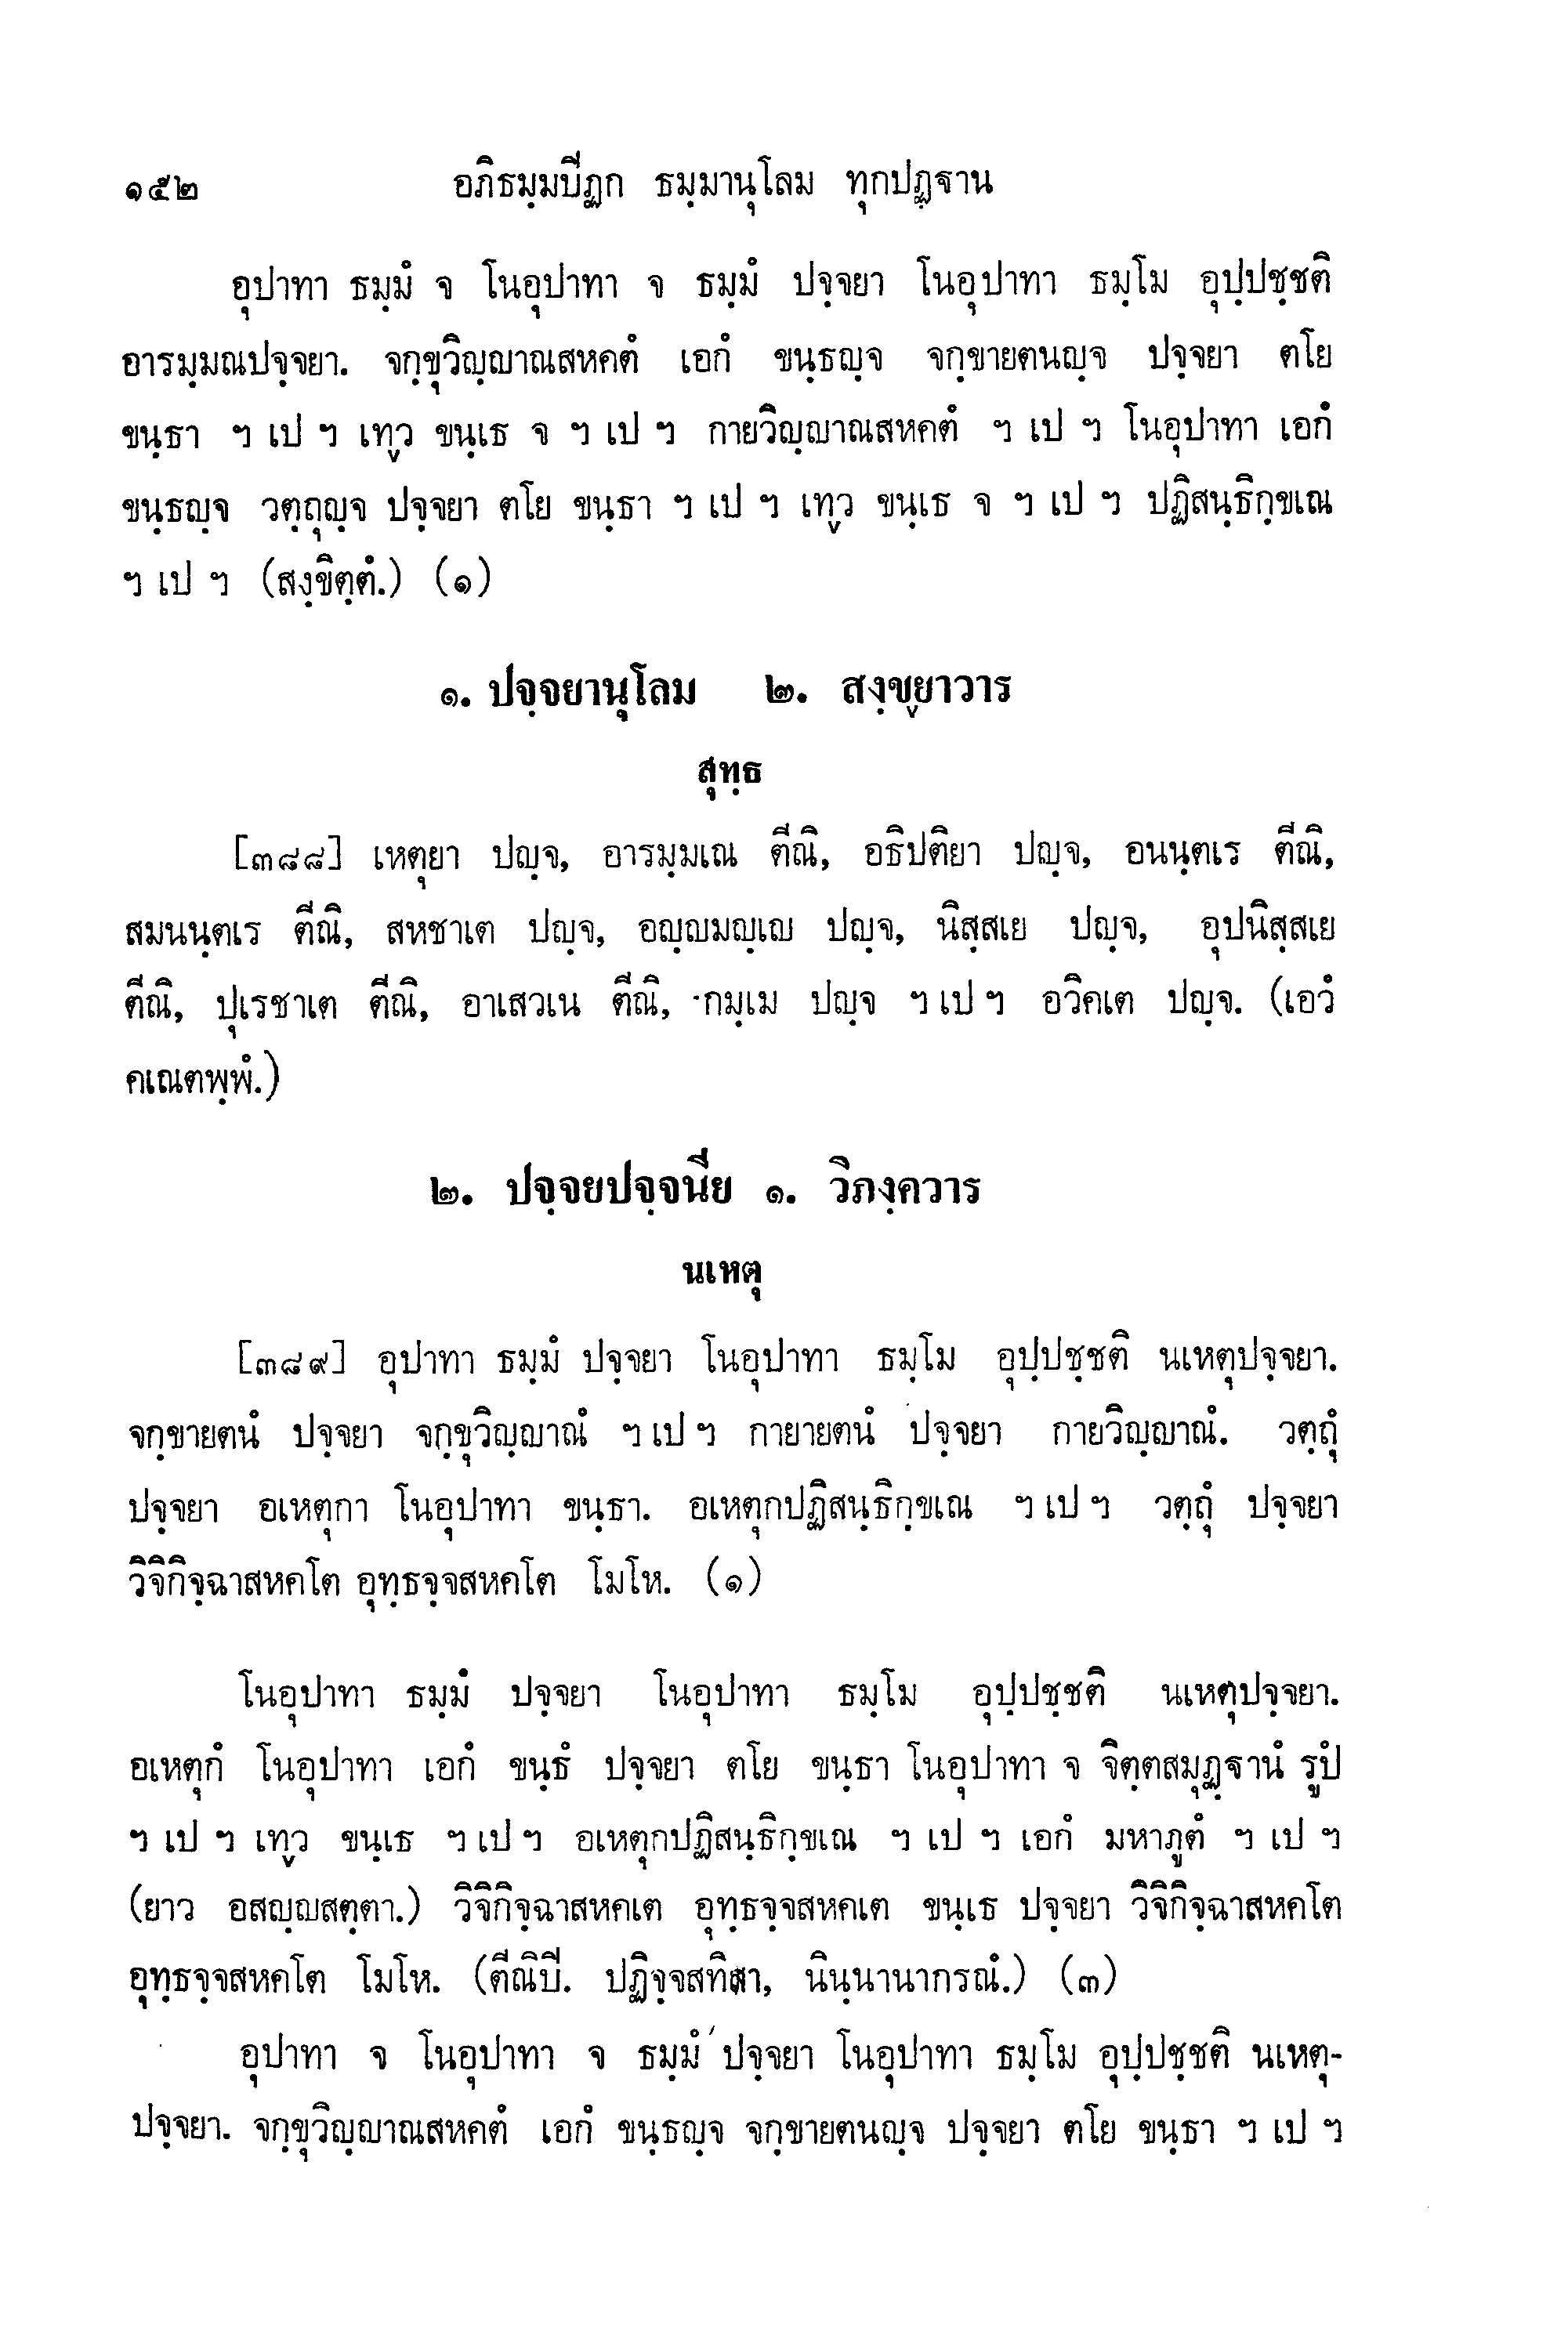 ๑๕๒ อภิธมฺมปีฏก ธมฺมานุโลม ทุกปฏฺฐาน
อุปาทา ธมฺมํ จ โนอุปาทา จ ธมฺมํ ปจฺจยา โนอุปาทา ธมฺโม อุปฺปชฺชติ
อารมฺมณปจฺจยา. จกฺขุวิญฺญาณสหคตํ เอกํ ขนฺธญฺจ จกฺขายตนญฺจ ปจฺจยา ตโย
ขนฺธา ฯ เป ฯ เทฺว ขนฺเธ จ ฯ เป ฯ กายวิญฺญาณสหคตํ ฯ เป ฯ โนอุปาทา เอกํ
ขนฺธญฺจ วตฺถุญฺจ ปจฺจยา ตโย ขนฺธา ฯ เป ฯ เทฺว ขนฺเธ จ ฯ เป ฯ ปฏิสนฺธิกฺขเณ
ฯ เป ฯ (สงฺขิตฺตํ.) (๑)
๑. ปจฺจยานุโลม ๒. สงฺขฺยาวาร
สุทฺธ
[๓๘๘] เหตุยา ปญฺจ, อารมฺมเณ ตีณิ, อธิปติยา ปญฺจ, อนนฺตเร ตีณิ,
สมนนฺตเร ตีณิ, สหชาเต ปญฺจ, อญฺญมญฺเญ ปญฺจ, นิสฺสเย ปญฺจ, อุปนิสฺสเย
ตีณิ, ปุเรชาเต ตีณิ, อาเสวเน ตีณิ, กมฺเม ปญฺจ ฯ เป ฯ อวิคเต ปญฺจ. (เอวํ
คเณตพฺพํ.)
๒. ปจฺจยปจฺจนีย ๑. วิภงฺควาร
นเหตุ
[๓๘๙] อุปาทา ธมฺมํ ปจฺจยา โนอุปาทา ธมฺโม อุปฺปชฺชติ นเหตุปจฺจยา.
จกฺขายตนํ ปจฺจยา จกฺขุวิญฺญาณํ ฯ เป ฯ กายายตนํ ปจฺจยา กายวิญฺญาณํ. วตฺถุํ
ปจฺจยา อเหตุกา โนอุปาทา ขนฺธา. อเหตุกปฏิสนฺธิกฺขเณ ฯ เป ฯ วตฺถุํ ปจฺจยา
วิจิกิจฺฉาสหคโต อุทฺธจฺจสหคโต โมโห. (๑)
โนอุปาทา ธมฺมํ ปจฺจยา โนอุปาทา ธมฺโม อุปฺปชฺชติ นเหตุปจฺจยา.
อเหตุกํ โนอุปาทา เอกํ ขนฺธํ ปจฺจยา ตโย ขนฺธา โนอุปาทา จ จิตฺตสมุฏฺฐานํ รูปํ
ฯ เป ฯ เทฺว ขนฺเธ ฯ เป ฯ อเหตุกปฏิสนฺธิกฺขเณ ฯ เป ฯ เอกํ มหาภูตํ ฯ เป ฯ
(ยาว อสญฺญสตฺตา.) วิจิกิจฺฉาสหคเต อุทฺธจฺจสหคเต ขนฺเธ ปจฺจยา วิจิกิจฺฉาสหคโต
อุทฺธจฺจสหคโต โมโห. (ตีณิปี. ปฏิจฺจสทิสา, นินฺนานากรณํ.) (๓)
อุปาทา จ โนอุปาทา จ ธมฺมํ ปจฺจยา โนอุปาทา ธมฺโม อุปฺปชฺชติ นเหตุ-
ปจฺจยา. จกฺขุวิญฺญาณสหคตํ เอกํ ขนฺธญฺจ จกฺขายตนญฺจ ปจฺจยา ตโย ขนฺธา ฯ เป ฯ